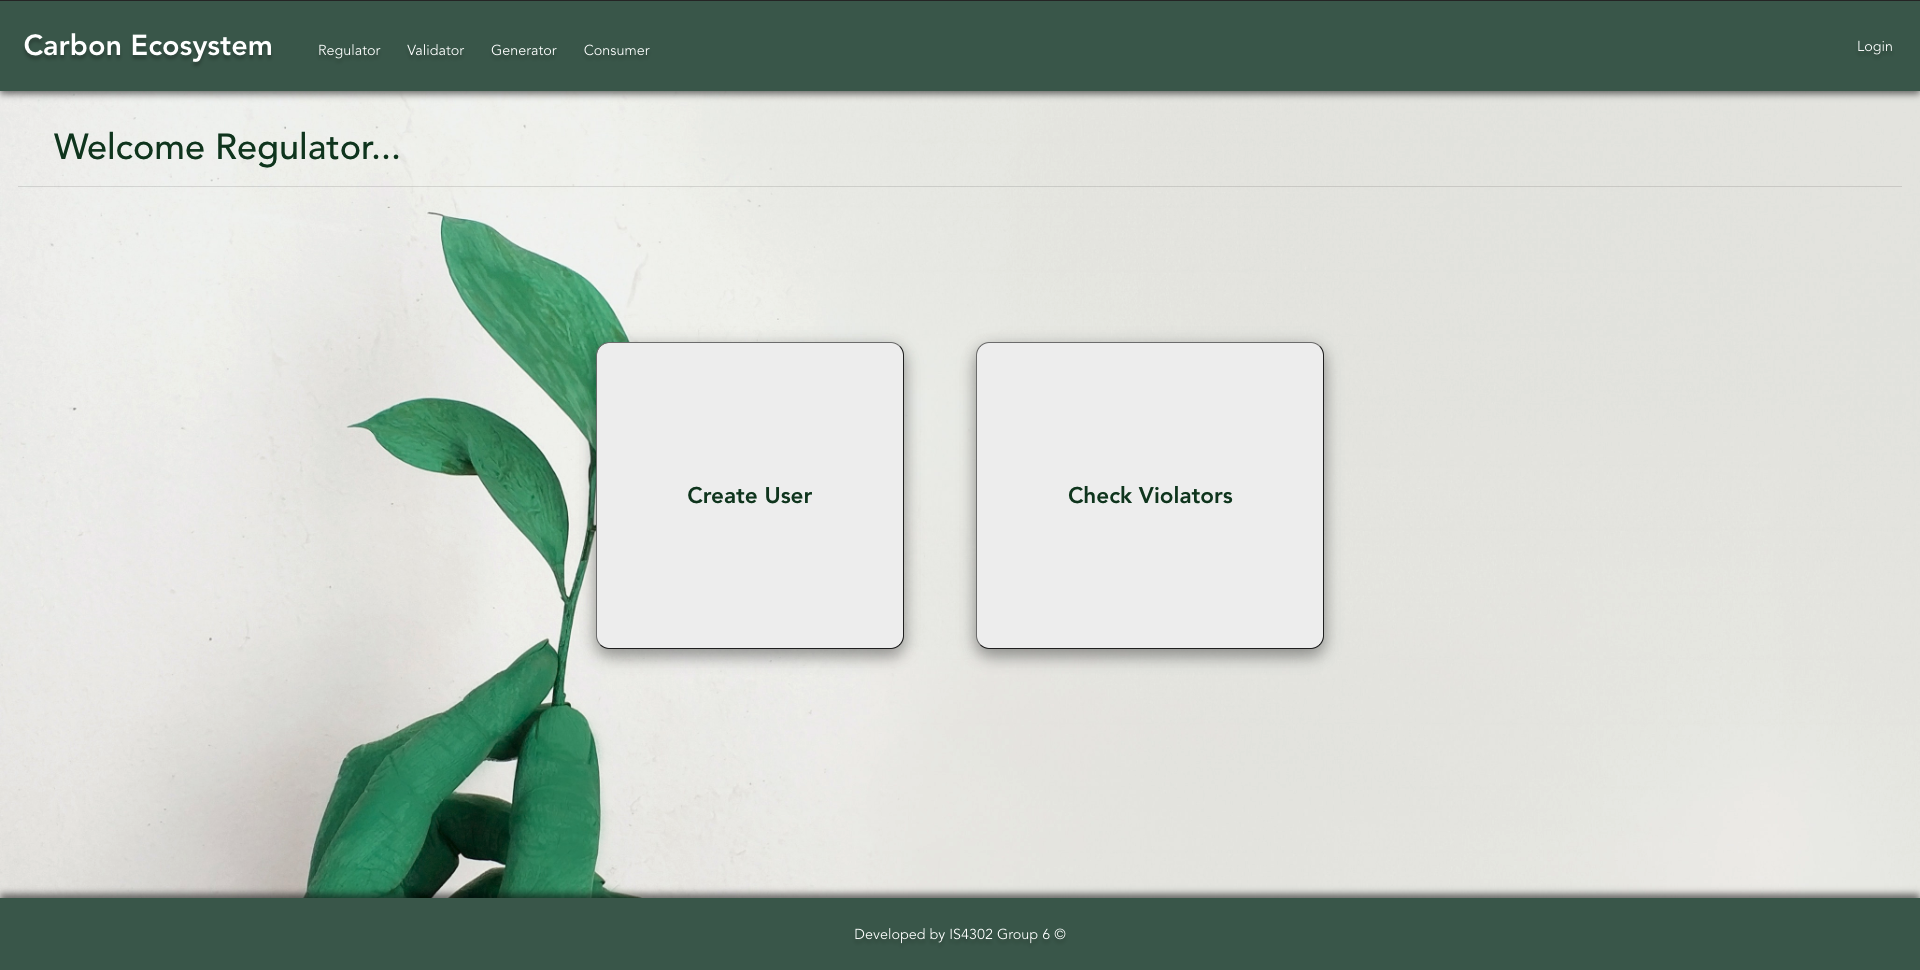 Carbon Ecosystem
Regulator Validator Generator Consumer
Login
Welcome Regulator...
Create User
Check Violators
Developed by IS4302 Group 6 ©